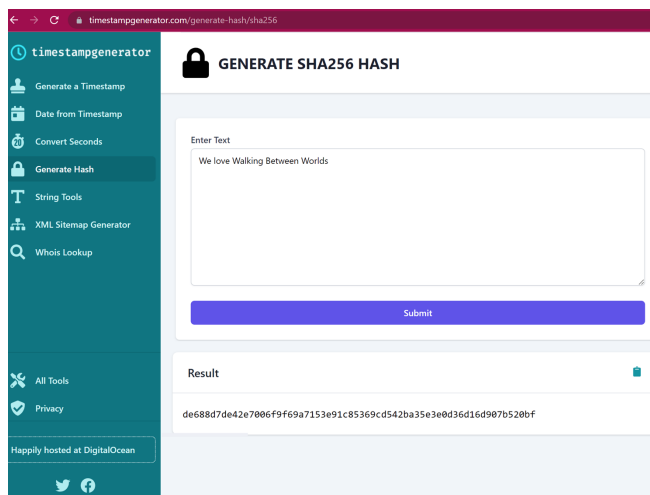 timestampgenerator.com/generate-hash/sha256
timestampgenerator
Generate a Timestamp
Date from Timestamp
20
Convert Seconds
Generate Hash
String Tools
XML Sitemap Generator
Whois Lookup
All Tools
Privacy
Happily hosted at DigitalOcean
GENERATE SHA256 HASH
Enter Text
We love Walking Between Worlds
Submit
Result
de688d7de42e7006f9f69a7153e91c85369cd542ba35e3e0d36d16d907b520bf